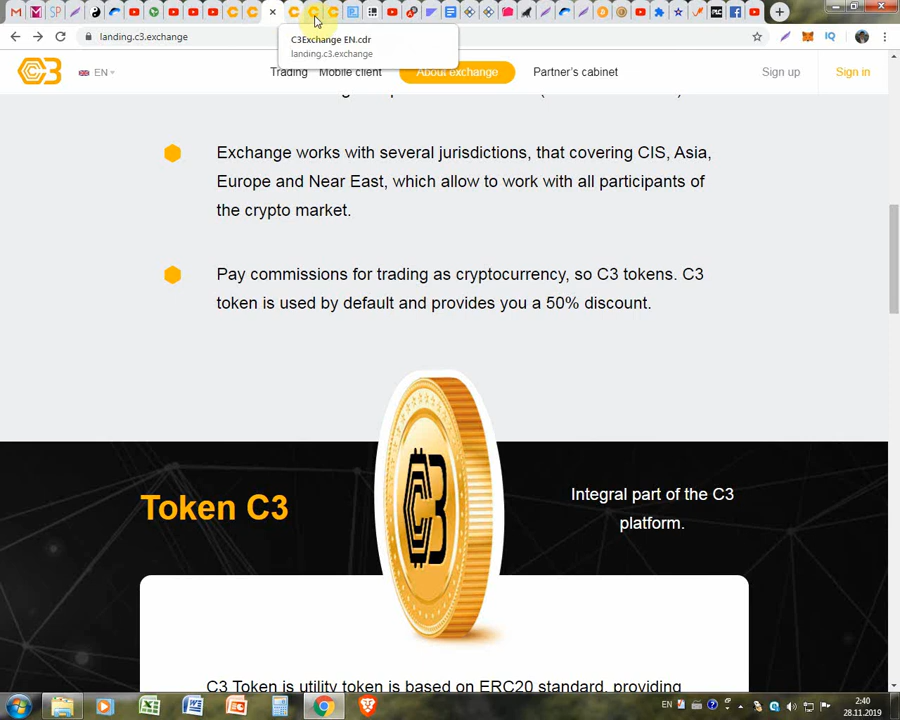 C3Exchange EN.cdr
landing.c3.exchange
landing.c3.exchange
IQ
C3
EN
Trading
Mobile client
About exchange
Partner's cabinet
Sign up
Sign in
Exchange works with several jurisdictions, that covering CIS, Asia,
Europe and Near East, which allow to work with all participants of
the crypto market.
Pay commissions for trading as cryptocurrency, so C3 tokens. C3
token is used by default and provides you a 50% discount.
Token C3
Integral part of the C3
platform.
C3 Token is utility token is based on ERC20 standard, providing
EN
2:40
28.11.2019